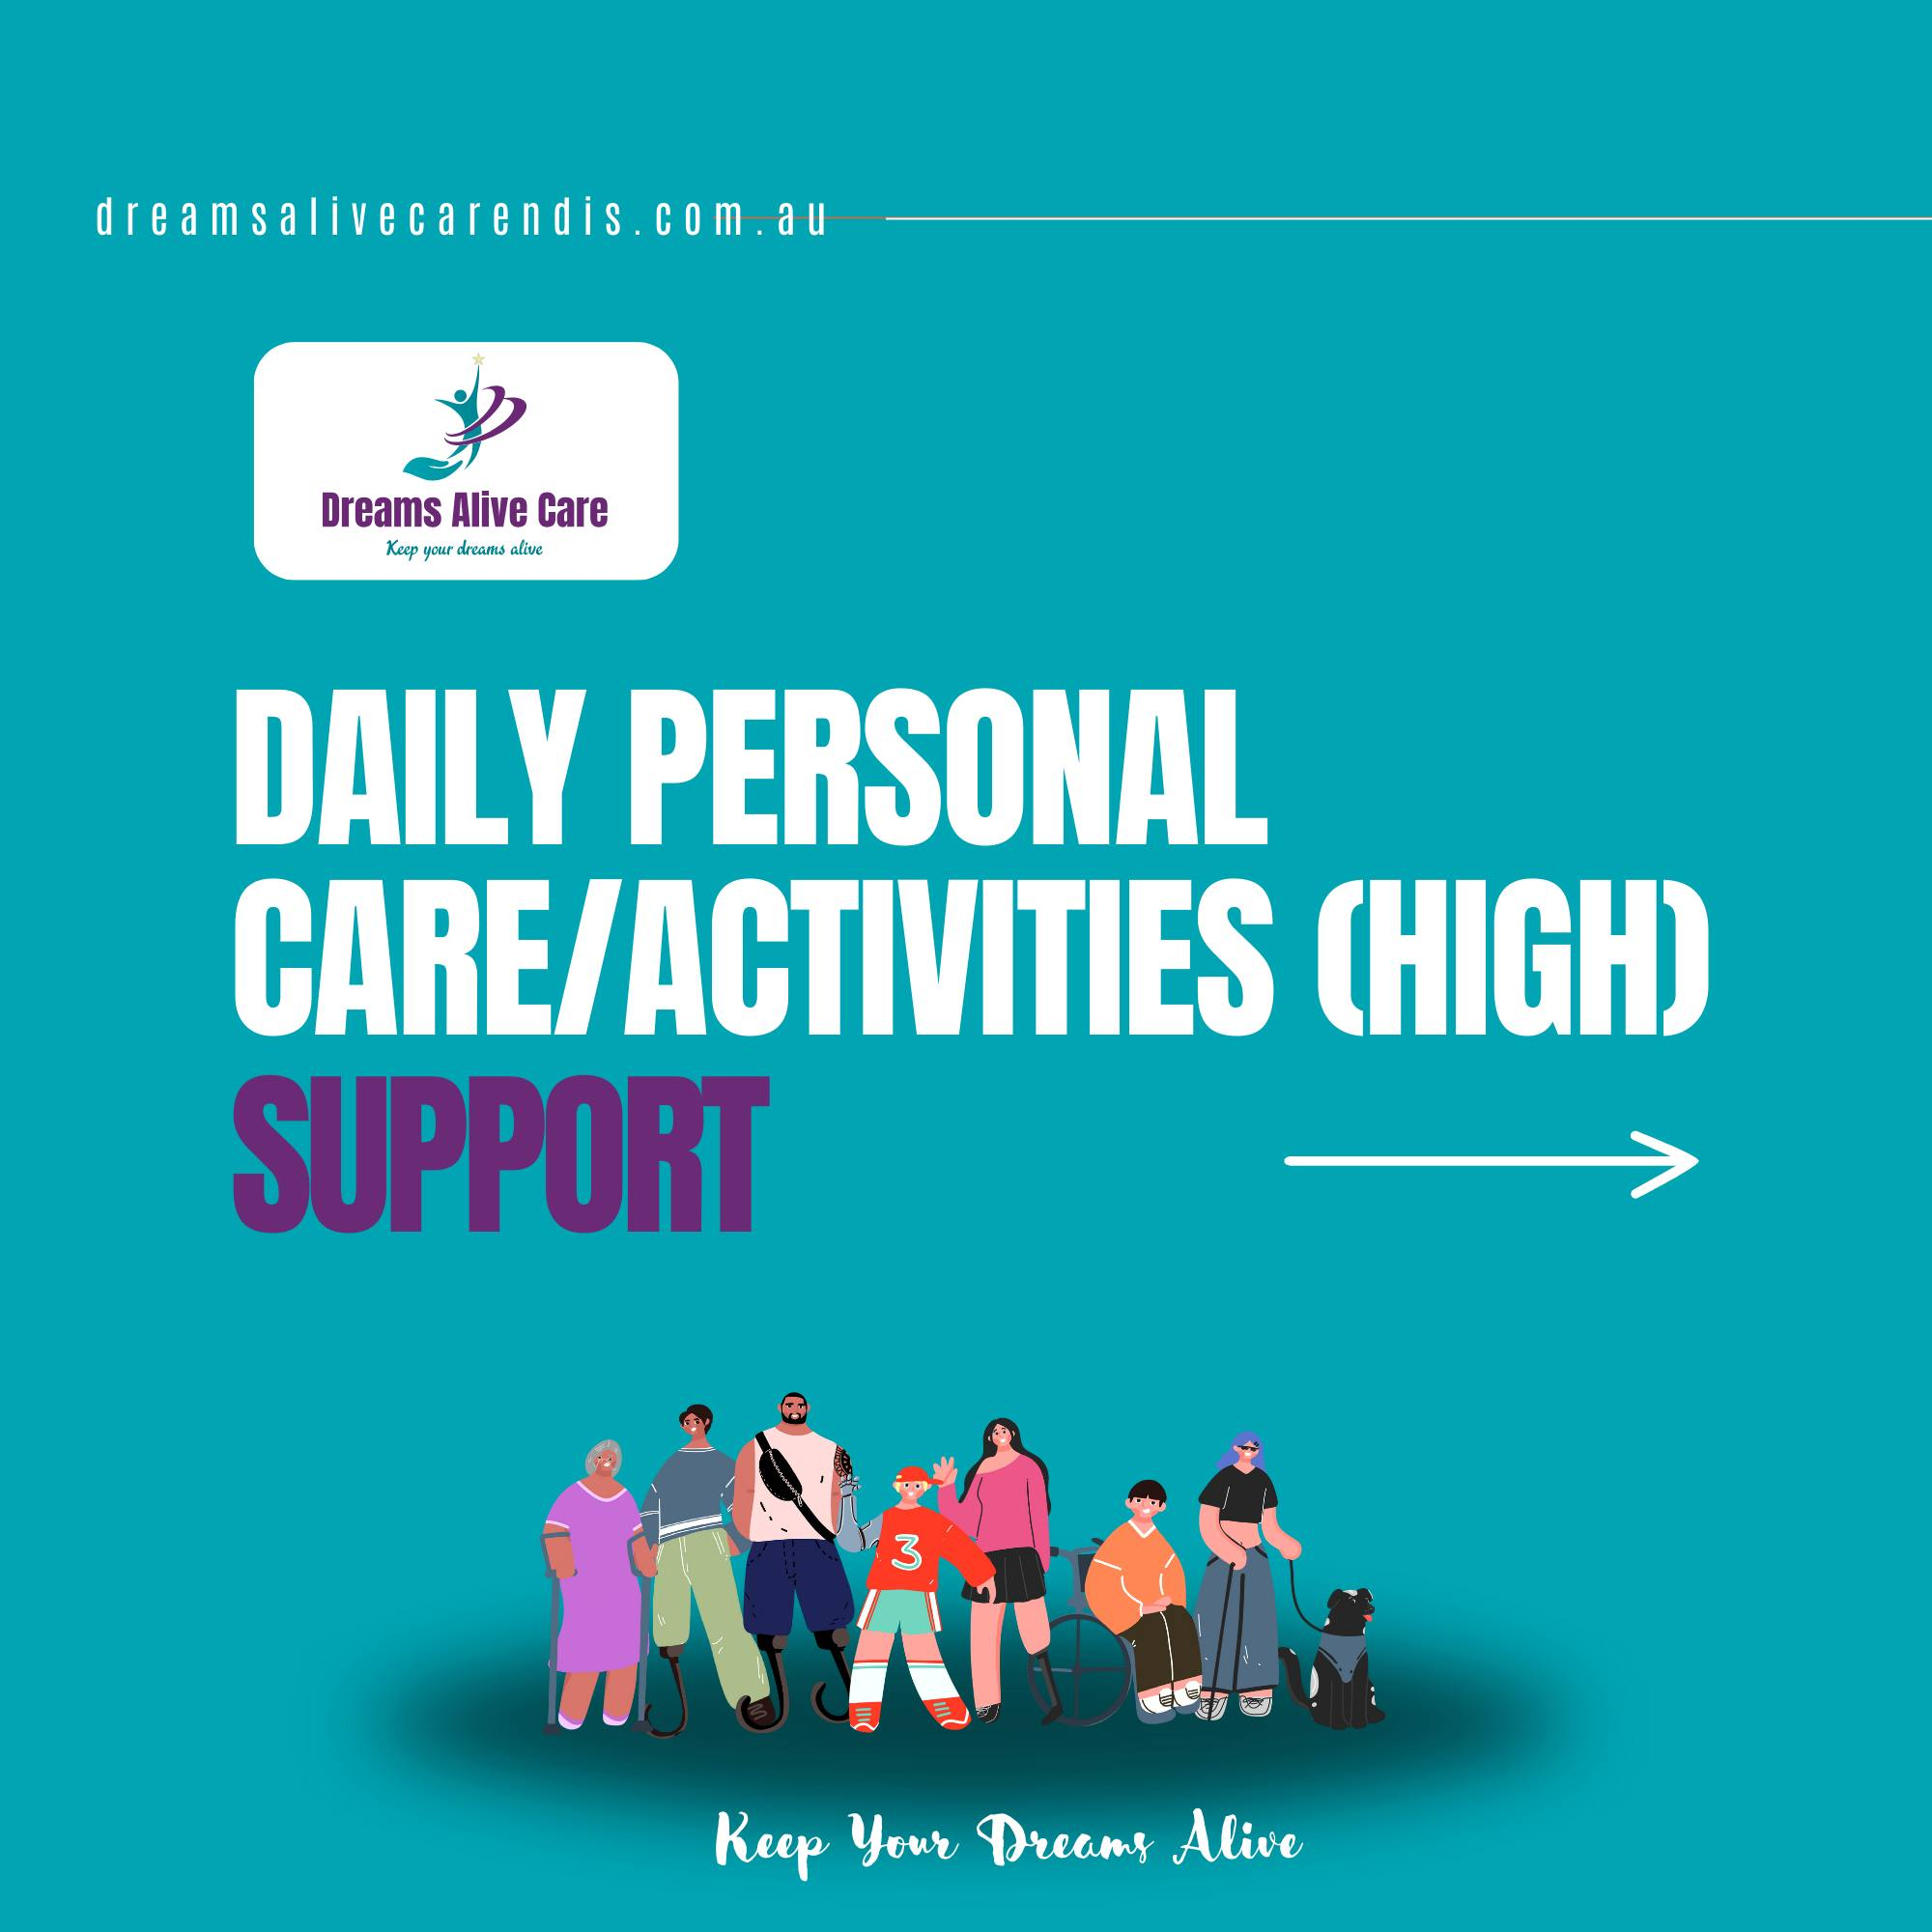 dreamsalivecarendis.com.au
Dreams Alive Care
Keep your dreams alive
DAILY PERSONAL
CARE/ACTIVITIES (HIGH)
SUPPORT
3
Keep Your Dreams Alive